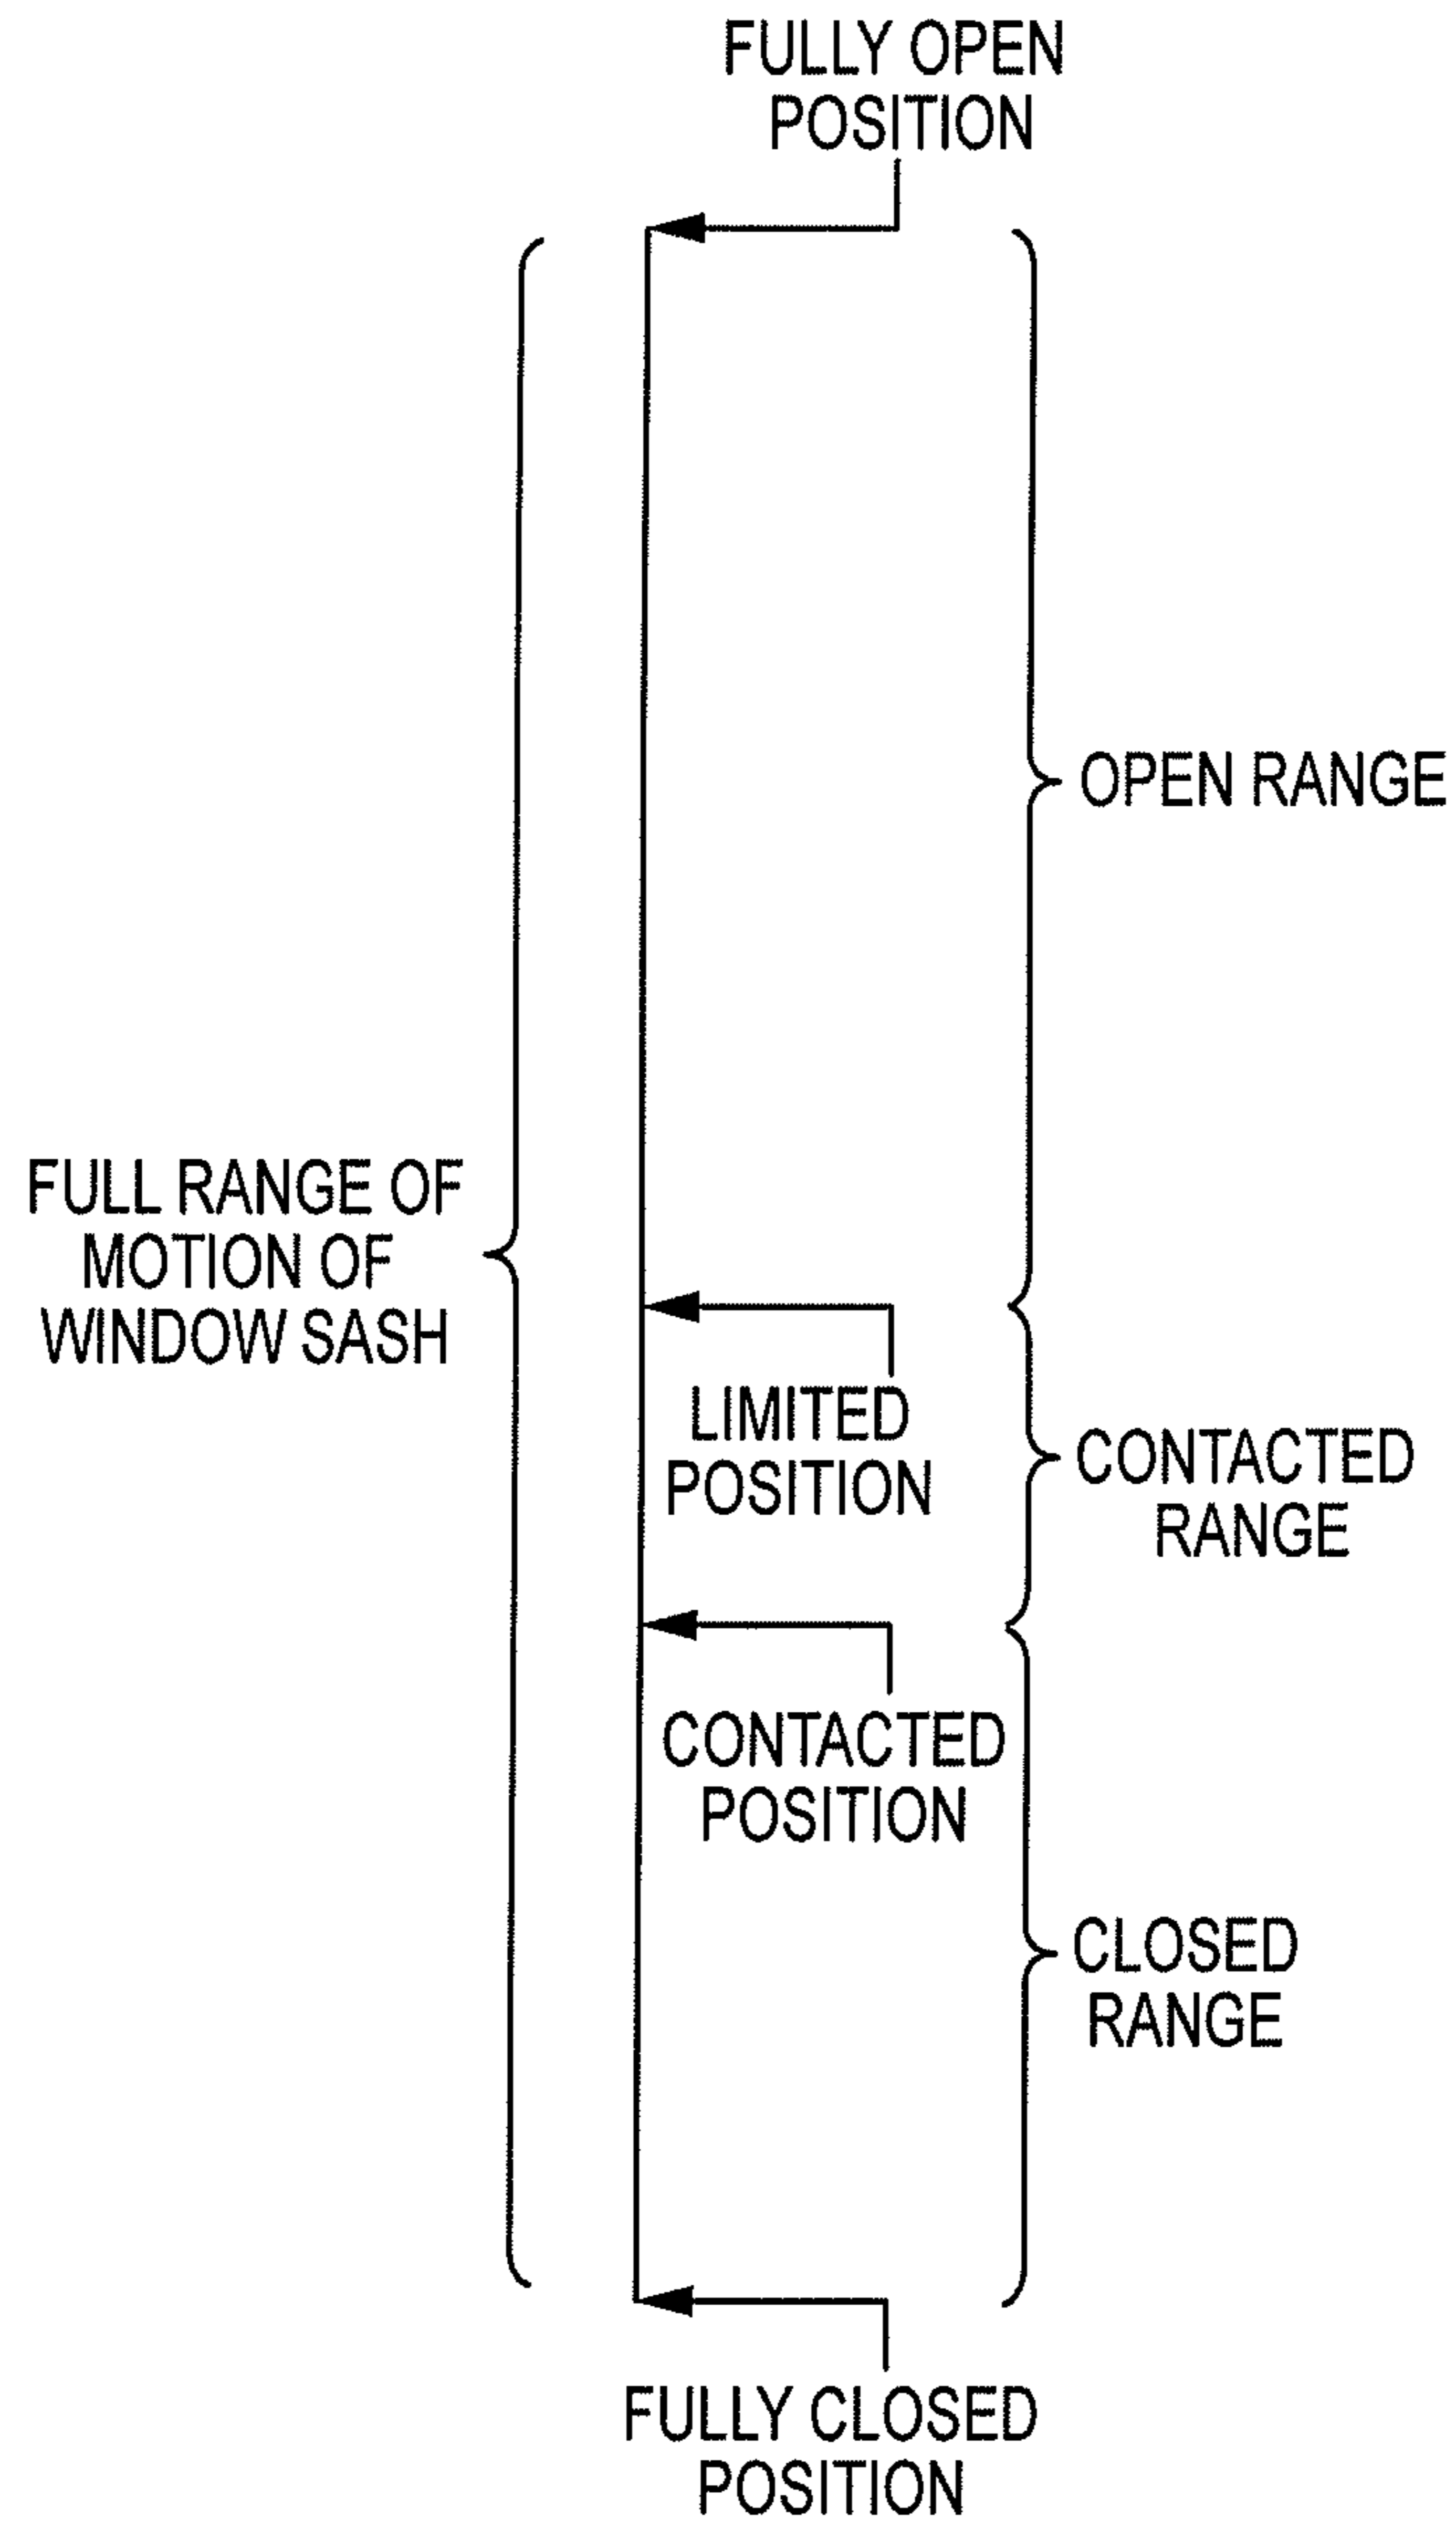 FULLY OPEN
POSITION
OPEN RANGE
FULL RANGE OF
MOTION OF
WINDOW SASH
LIMITED
POSITION
CONTACTED
RANGE
CONTACTED
POSITION
CLOSED
RANGE
FULLY CLOSED
POSITION